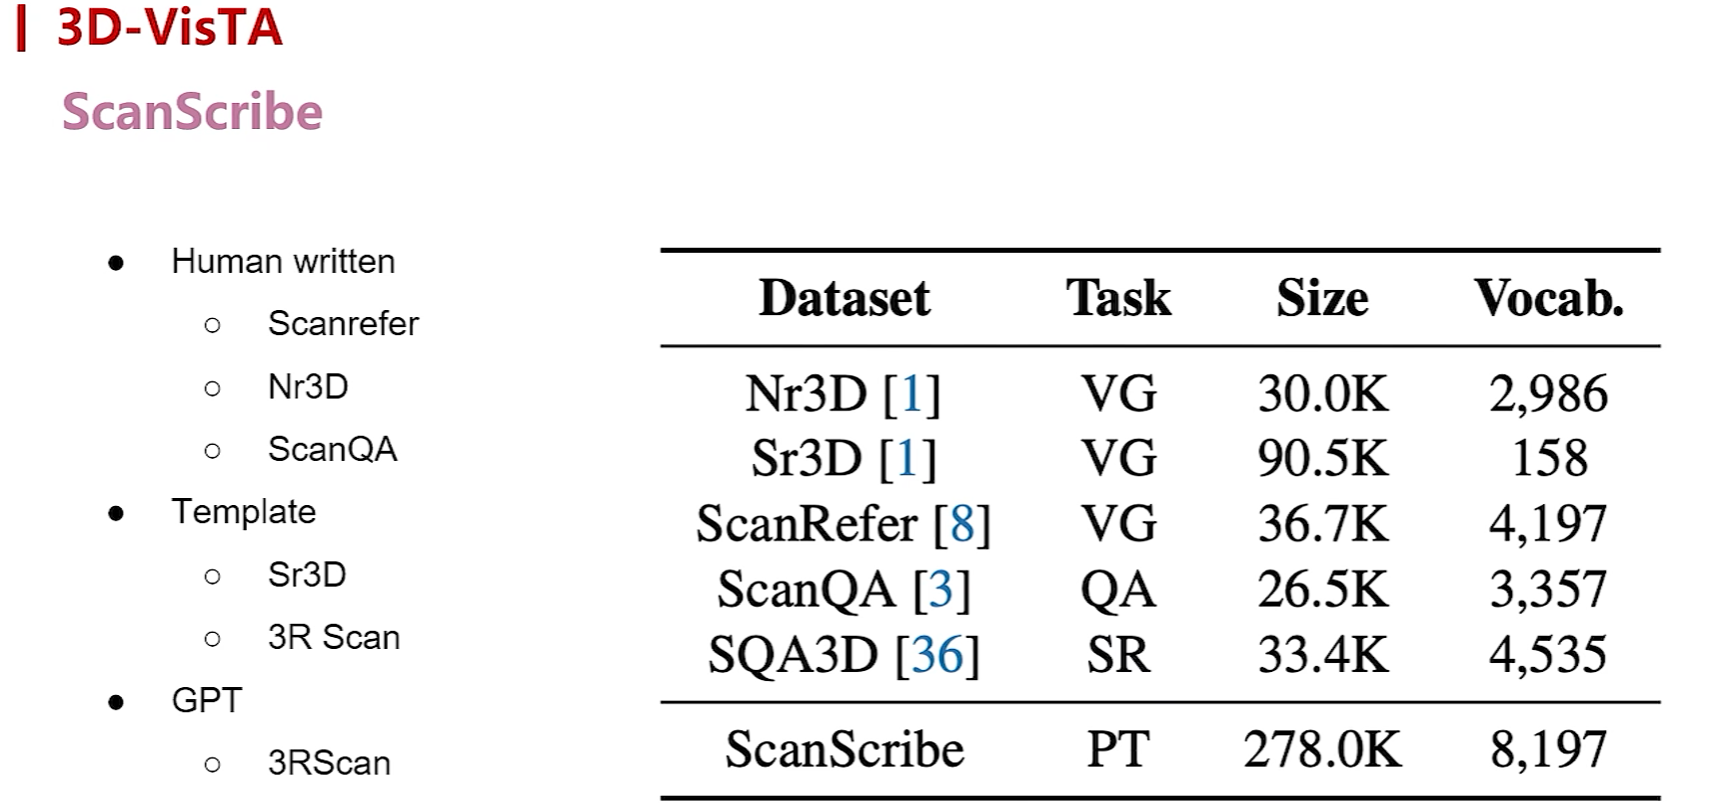 3D-VisTA
ScanScribe
● Human written
○ Scanrefer
○ Nr3D
○ ScanQA
● Template
○ Sr3D
○ 3R Scan
● GPT
○ 3RScan
Dataset Task Size Vocab.
Nr3D [1] VG 30.0K 2,986
Sr3D [1] VG 90.5K 158
ScanRefer [8] VG 36.7K 4,197
ScanQA [3] QA 26.5K 3,357
SQA3D [36] SR 33.4K 4,535
ScanScribe PT 278.0K 8,197